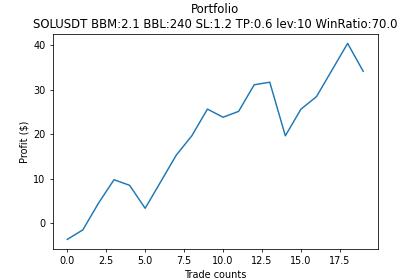 Portfolio
SOLUSDT BBM:2.1 BBL:240 SL:1.2 TP:0.6 lev:10 WinRatio:70.0
40
30
20
10
0
Profit ($)
0.0 2.5 5.0 7.5 10.0 12.5 15.0 17.5
Trade counts